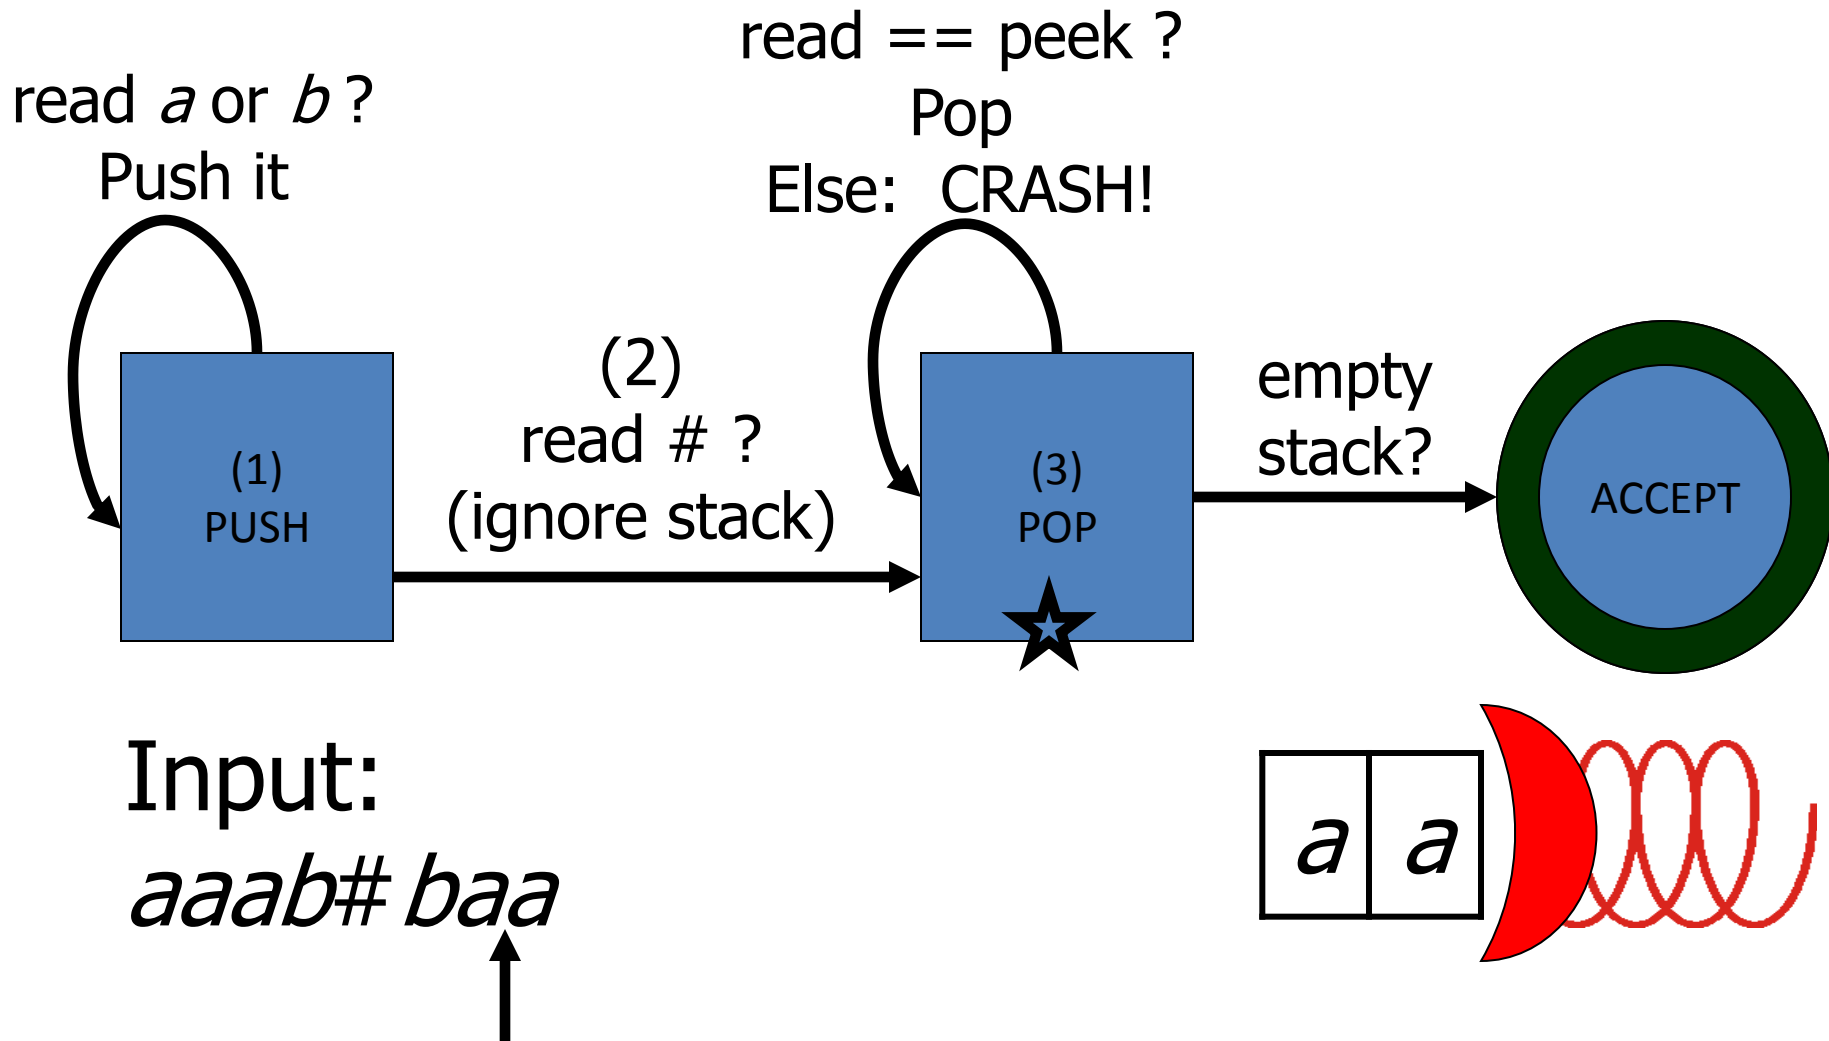 read a or b ?
Push it
read == peek ?
Pop
Else: CRASH!
(1)
PUSH
(2)
read # ?
(ignore stack)
(3)
POP
empty
stack?
ACCEPT
Input:
aaab#baa
a a